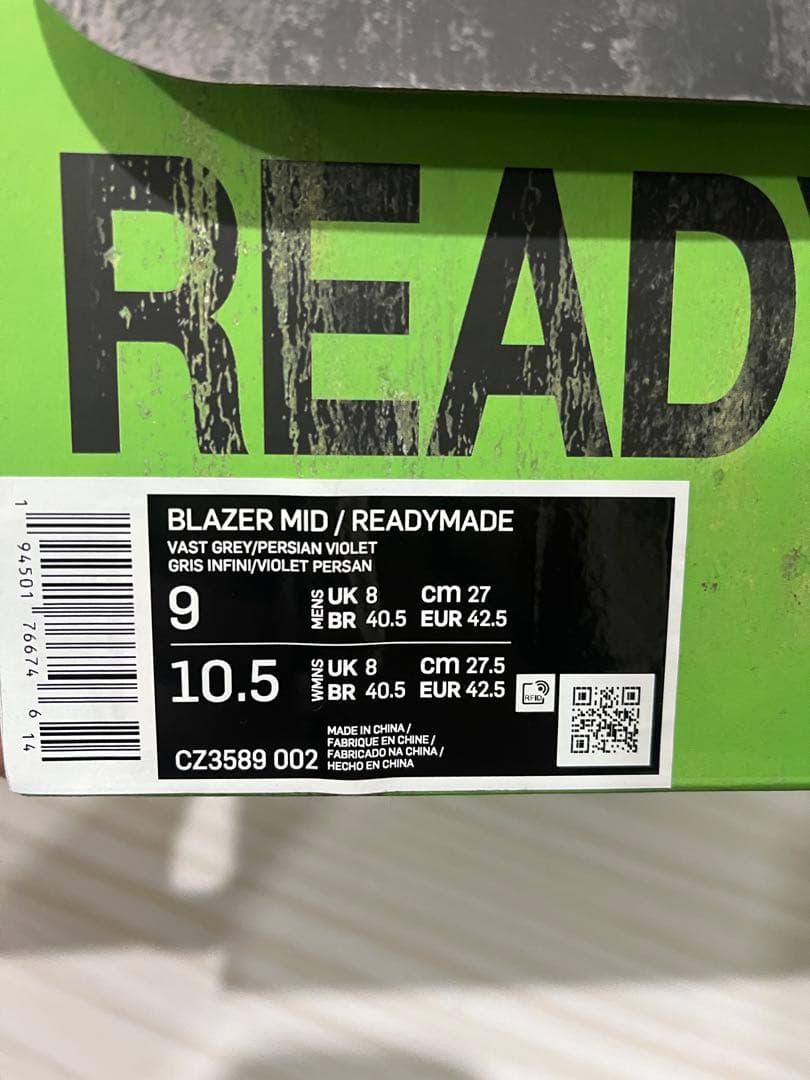 READY
BLAZER MID / READYMADE
VAST GREY/PERSIAN VIOLET
GRIS INFINI/VIOLET PERSAN
9 MENS UK 8 cm 27
BR 40.5 EUR 42.5
10.5 WMNS UK 8 cm 27.5
BR 40.5 EUR 42.5
RFID
CZ3589 002
MADE IN CHINA /
FABRIQUE EN CHINE /
FABRICADO NA CHINA /
HECHO EN CHINA
1 94501 76674 6 14